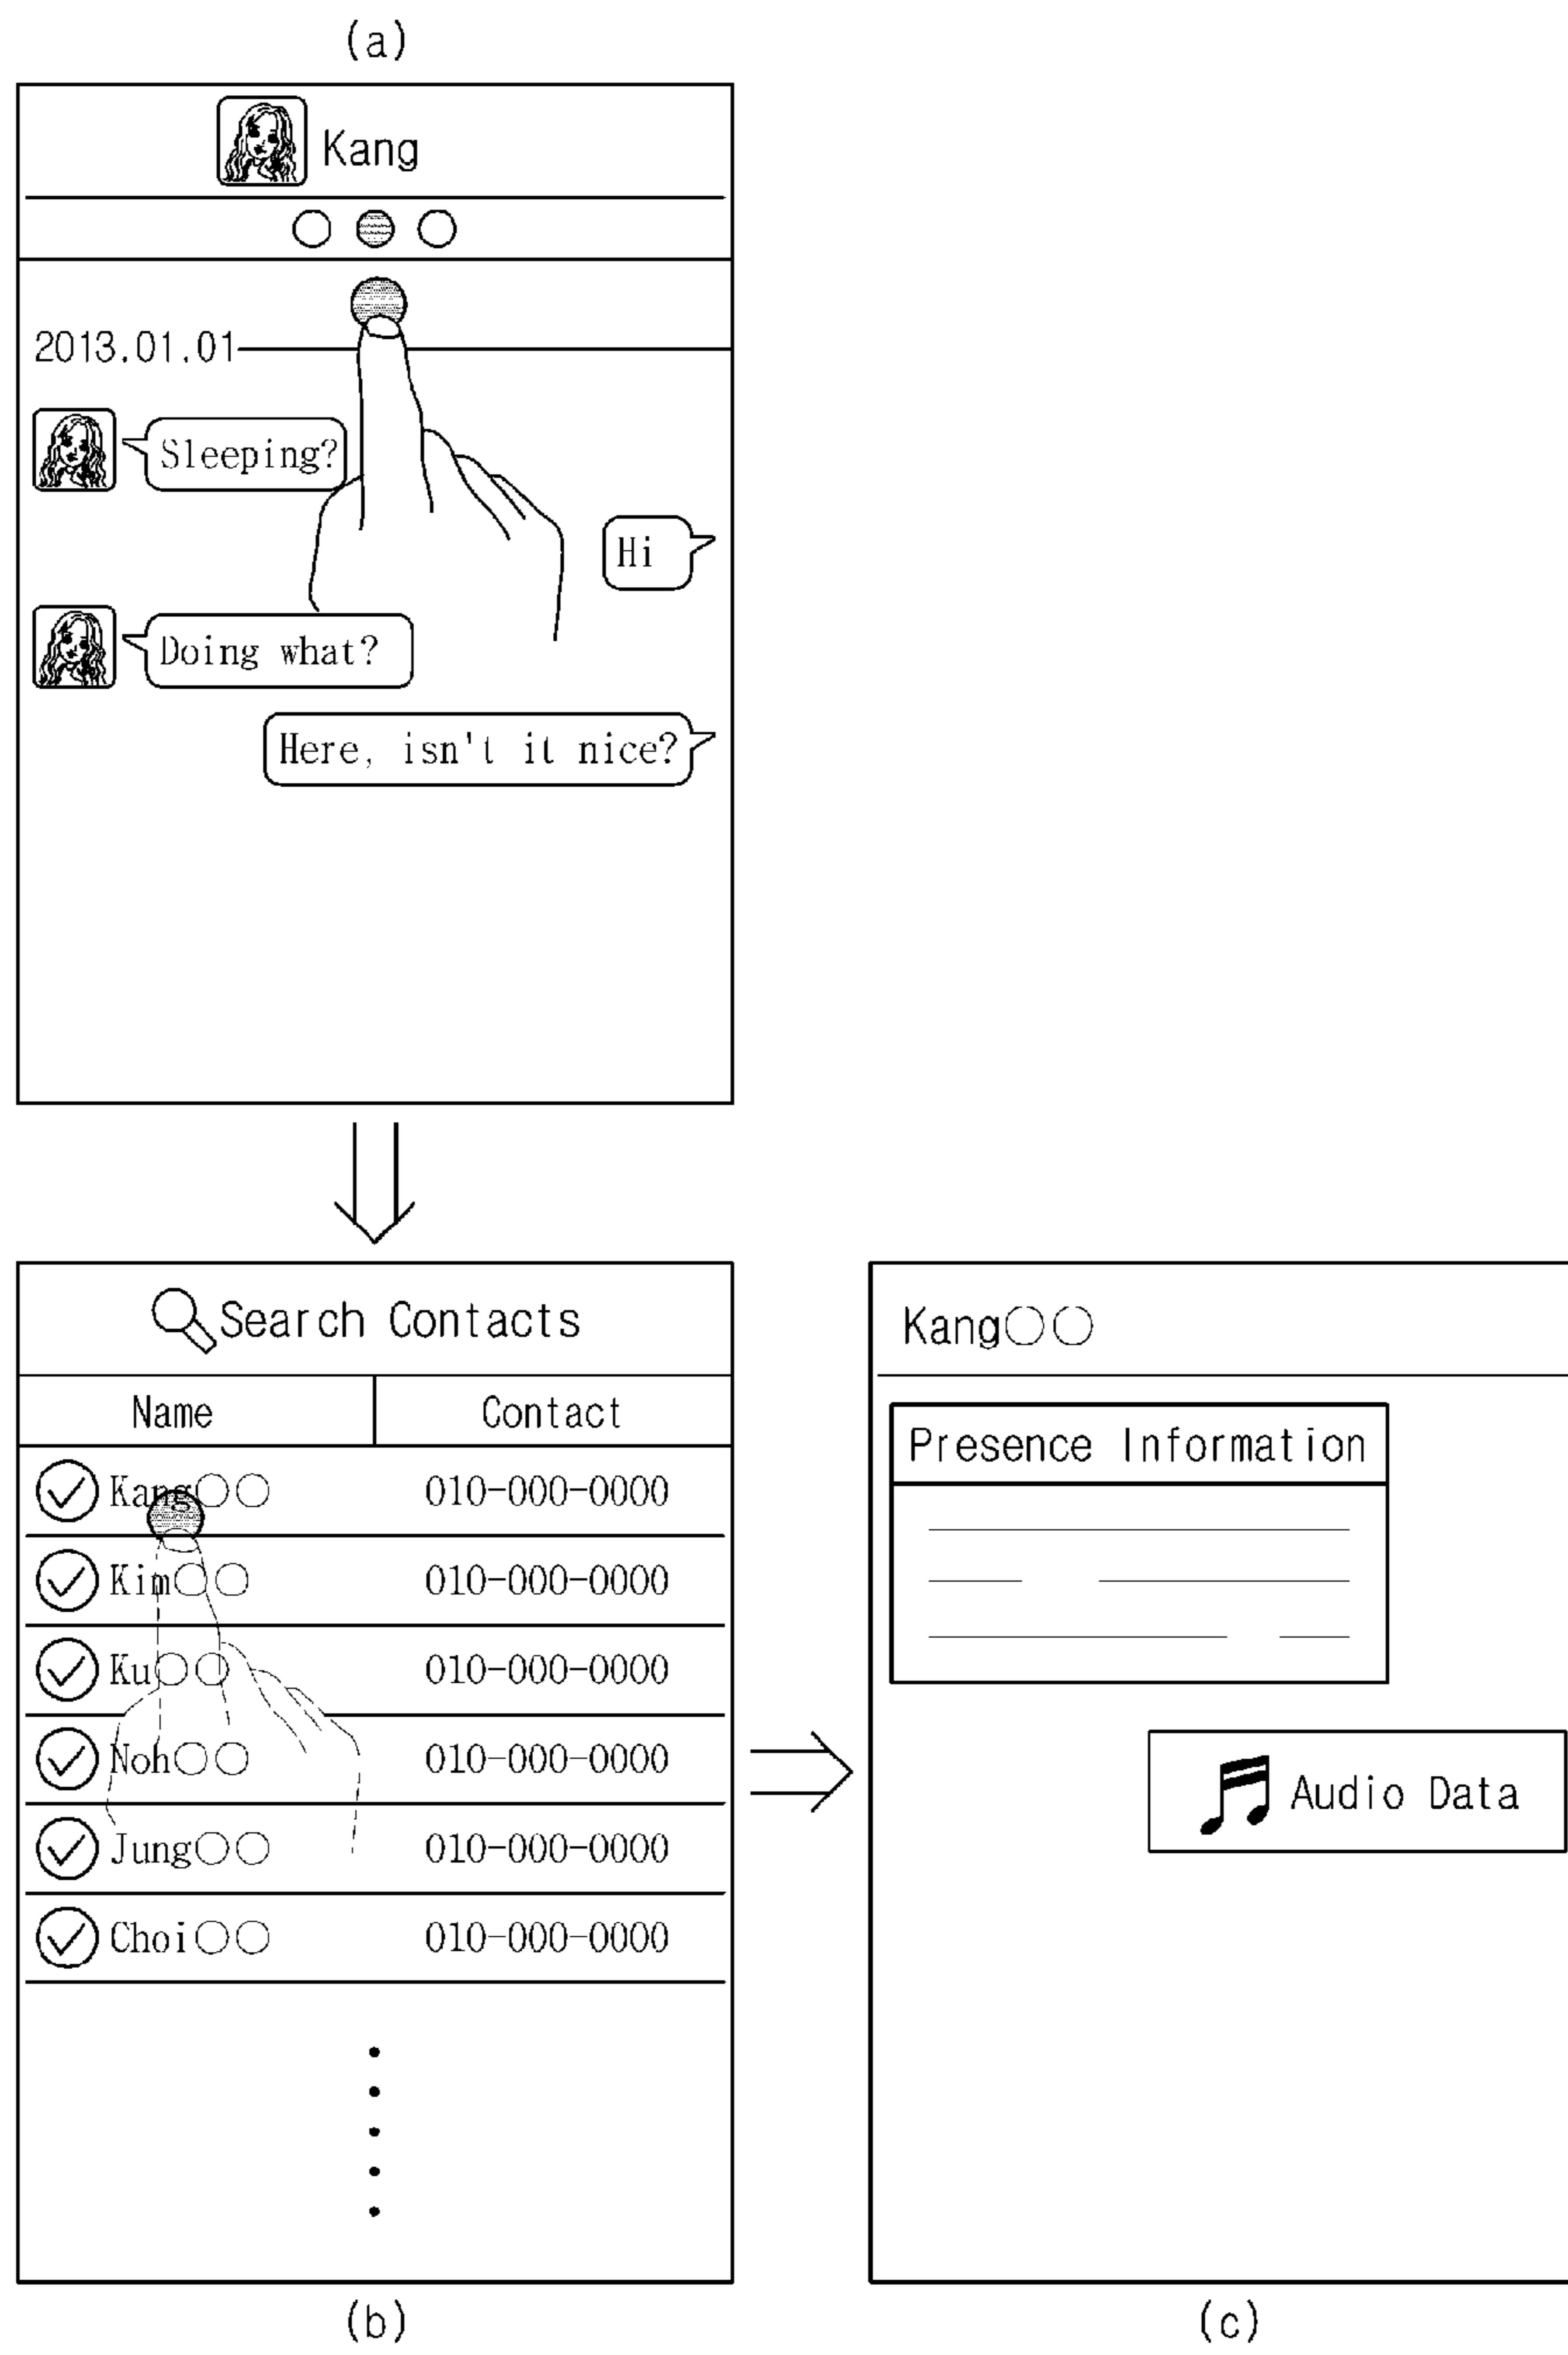 (a)
Kang
2013.01.01
Sleeping?
Hi
Doing what?
Here, isn't it nice?
Search Contacts
Name Contact
Kang○○ 010-000-0000
Kim○○ 010-000-0000
Ku○○ 010-000-0000
Noh○○ 010-000-0000
Jung○○ 010-000-0000
Choi○○ 010-000-0000
(b)
Kang○○
Presence Information
Audio Data
(c)